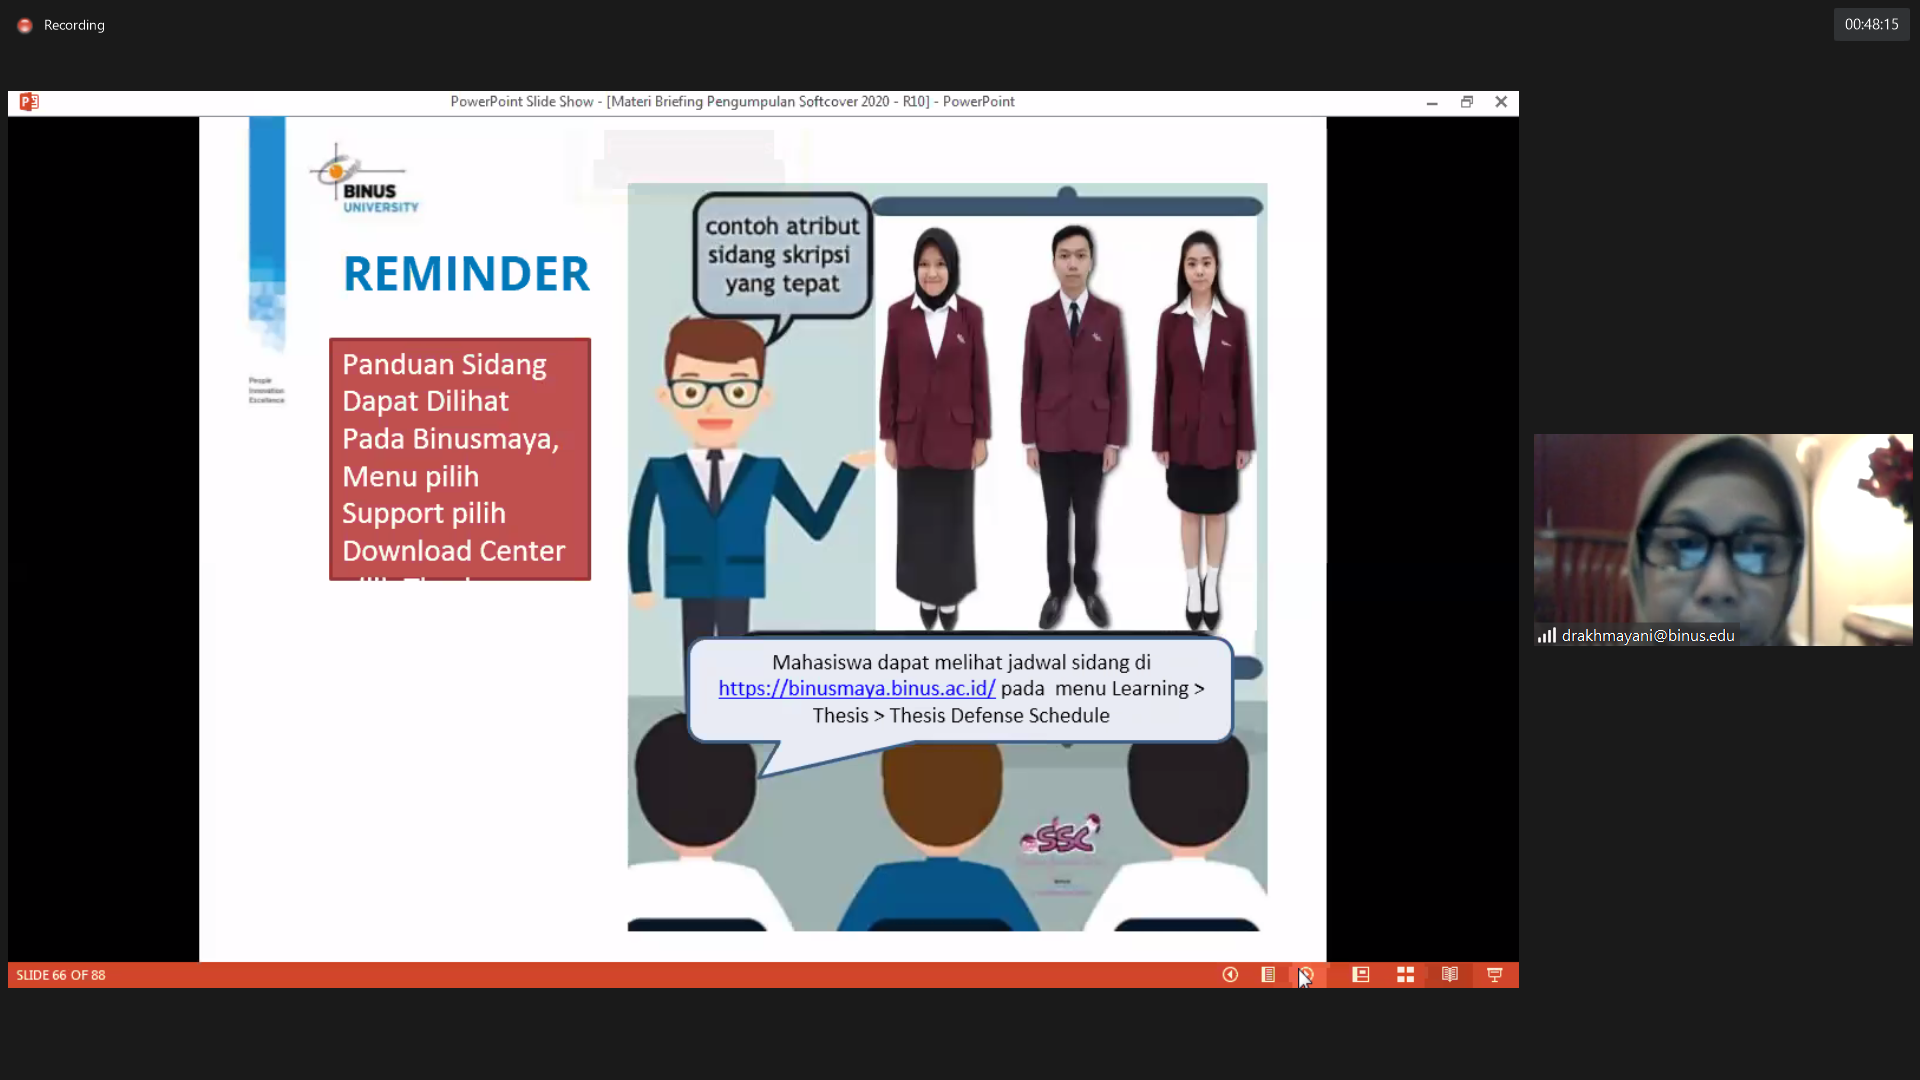 Recording
00:48:15
PowerPoint Slide Show - [Materi Briefing Pengumpulan Softcover 2020 - R10] - PowerPoint
BINUS
UNIVERSITY
REMINDER
People
Innovation
Excellence
Panduan Sidang
Dapat Dilihat
Pada Binusmaya,
Menu pilih
Support pilih
Download Center
contoh atribut
sidang skripsi
yang tepat
Mahasiswa dapat melihat jadwal sidang di
https://binusmaya.binus.ac.id/ pada menu Learning >
Thesis > Thesis Defense Schedule
SSC
drakhmayani@binus.edu
SLIDE 66 OF 88